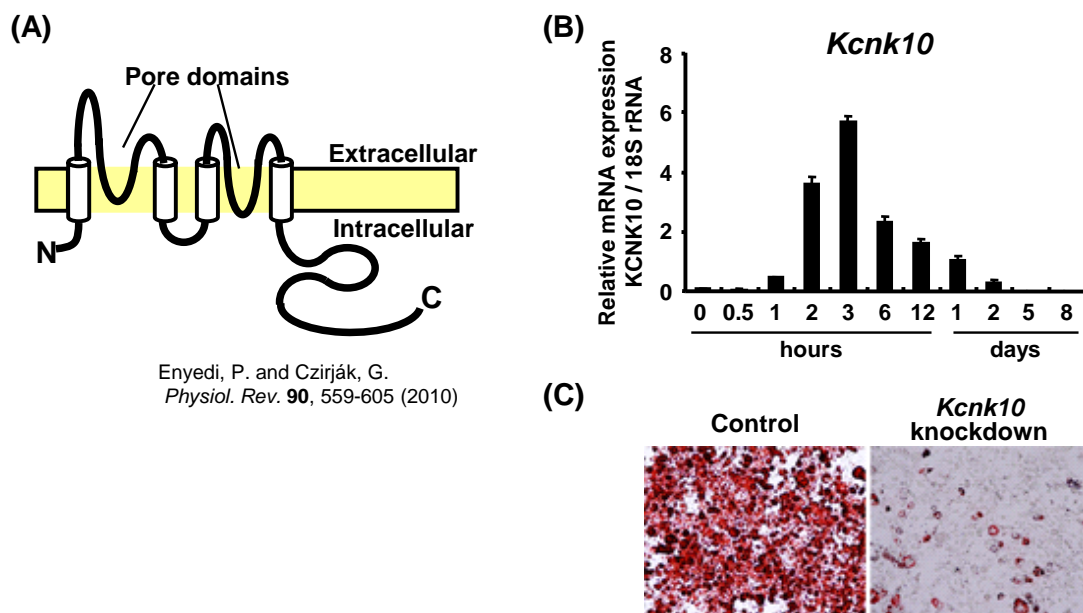 (A)
Pore domains
Extracellular
Intracellular
N
C
Enyedi, P. and Czirják, G.
Physiol. Rev. 90, 559-605 (2010)
(B)
Kcnk10
Relative mRNA expression
KCNK10 / 18S rRNA
8
6
4
2
0
0 0.5 1 2 3 6 12 1 2 5 8
hours days
(C)
Control
Kcnk10
knockdown